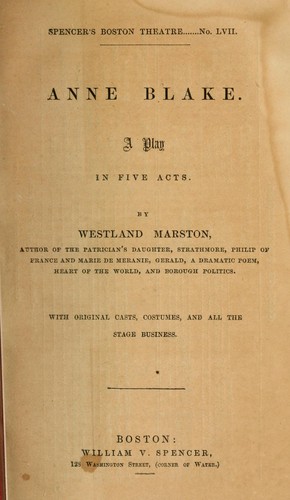 SPENCER'S BOSTON THEATRE.......No. LVII.
ANNE BLAKE.
A Play
IN FIVE ACTS.
BY
WESTLAND MARSTON,
AUTHOR OF THE PATRICIAN'S DAUGHTER, STRATHMORE, PHILIP OF
FRANCE AND MARIE DE MERANIE, GERALD, A DRAMATIC POEM,
HEART OF THE WORLD, AND BOROUGH POLITICS.
WITH ORIGINAL CASTS, COSTUMES, AND ALL THE
STAGE BUSINESS.
BOSTON:
WILLIAM V. SPENCER,
128 WASHINGTON STREET, (CORNER OF WATER.)